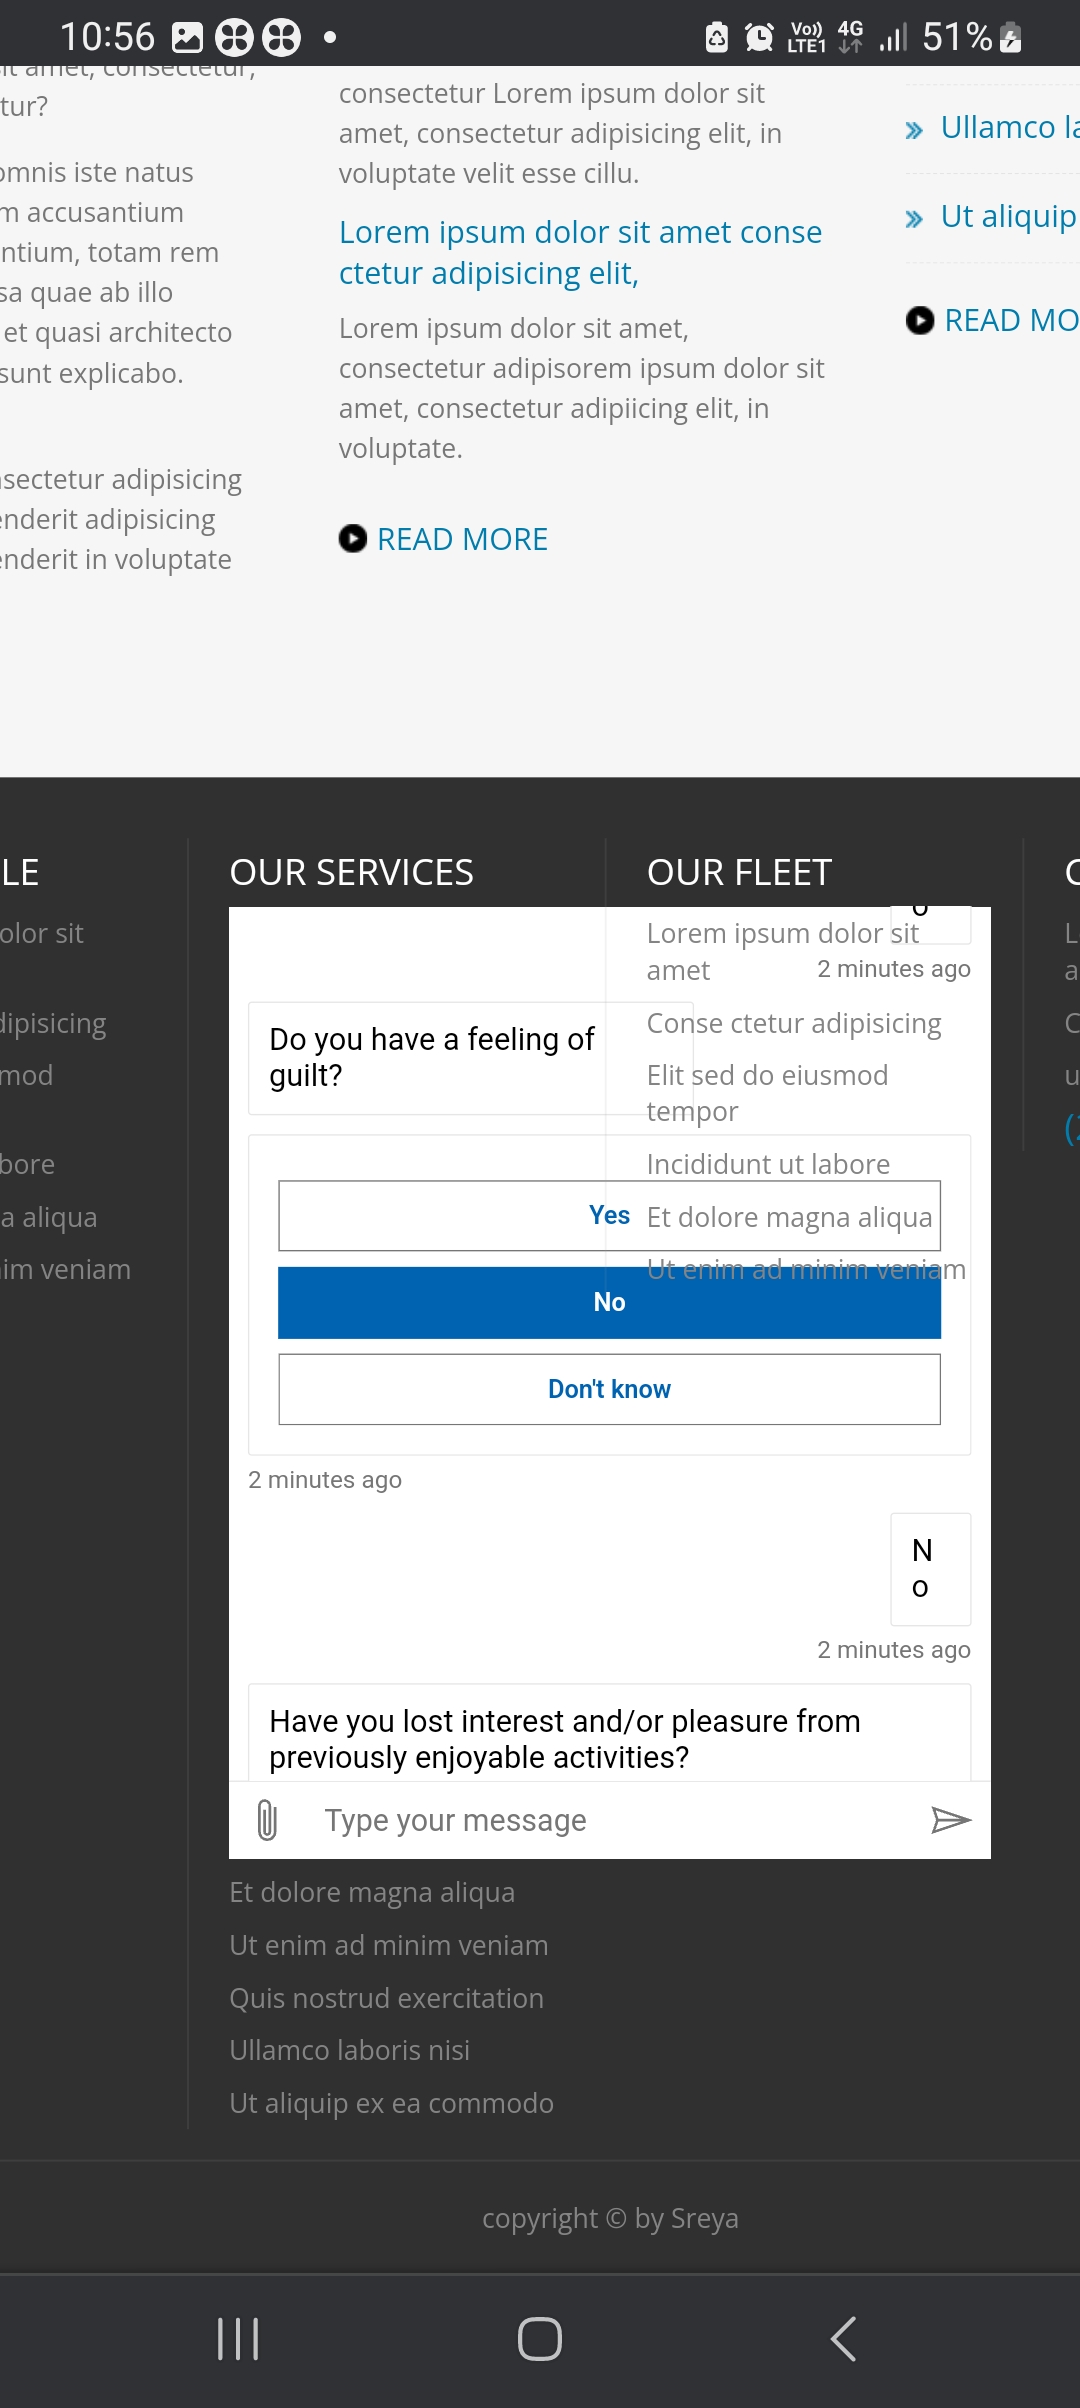 10:56
Vo)) LTE1 4G 51%
sit amet, consectetur,
tur?
omnis iste natus
m accusantium
ntium, totam rem
sa quae ab illo
et quasi architecto
sunt explicabo.
nsectetur adipisicing
enderit adipisicing
enderit in voluptate
consectetur Lorem ipsum dolor sit
amet, consectetur adipisicing elit, in
voluptate velit esse cillu.
Lorem ipsum dolor sit amet conse
ctetur adipisicing elit,
Lorem ipsum dolor sit amet,
consectetur adipisorem ipsum dolor sit
amet, consectetur adipiicing elit, in
voluptate.
READ MORE
Ullamco la
Ut aliquip
READ MO
LE
olor sit
dipisicing
mod
bore
a aliqua
nim veniam
OUR SERVICES
o
2 minutes ago
Do you have a feeling of
guilt?
Yes
No
Don't know
2 minutes ago
N
o
2 minutes ago
Have you lost interest and/or pleasure from
previously enjoyable activities?
Type your message
Et dolore magna aliqua
Ut enim ad minim veniam
Quis nostrud exercitation
Ullamco laboris nisi
Ut aliquip ex ea commodo
OUR FLEET
Lorem ipsum dolor sit
amet
Conse ctetur adipisicing
Elit sed do eiusmod
tempor
Incididunt ut labore
Et dolore magna aliqua
Ut enim ad minim veniam
copyright © by Sreya